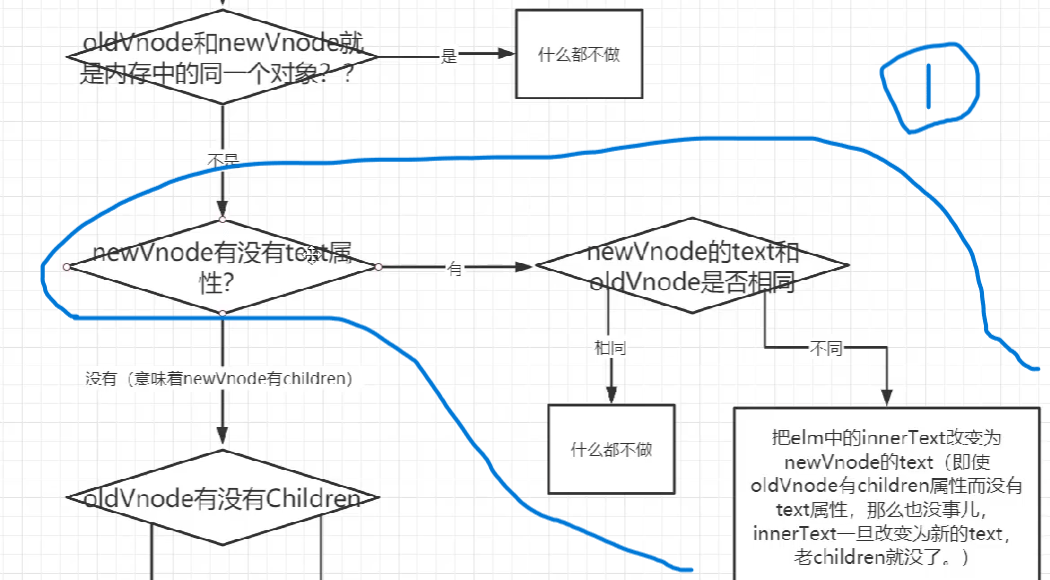 oldVnode和newVnode就
是内存中的同一个对象？？
是
什么都不做
1
不是
newVnode有没有text属
性？
有
newVnode的text和
oldVnode是否相同
相同
不同
没有（意味着newVnode有children）
什么都不做
把elm中的innerText改变为
newVnode的text（即使
oldVnode有children属性而没有
text属性，那么也没事儿，
innerText一旦改变为新的text，
老children就没了。）
oldVnode有没有Children